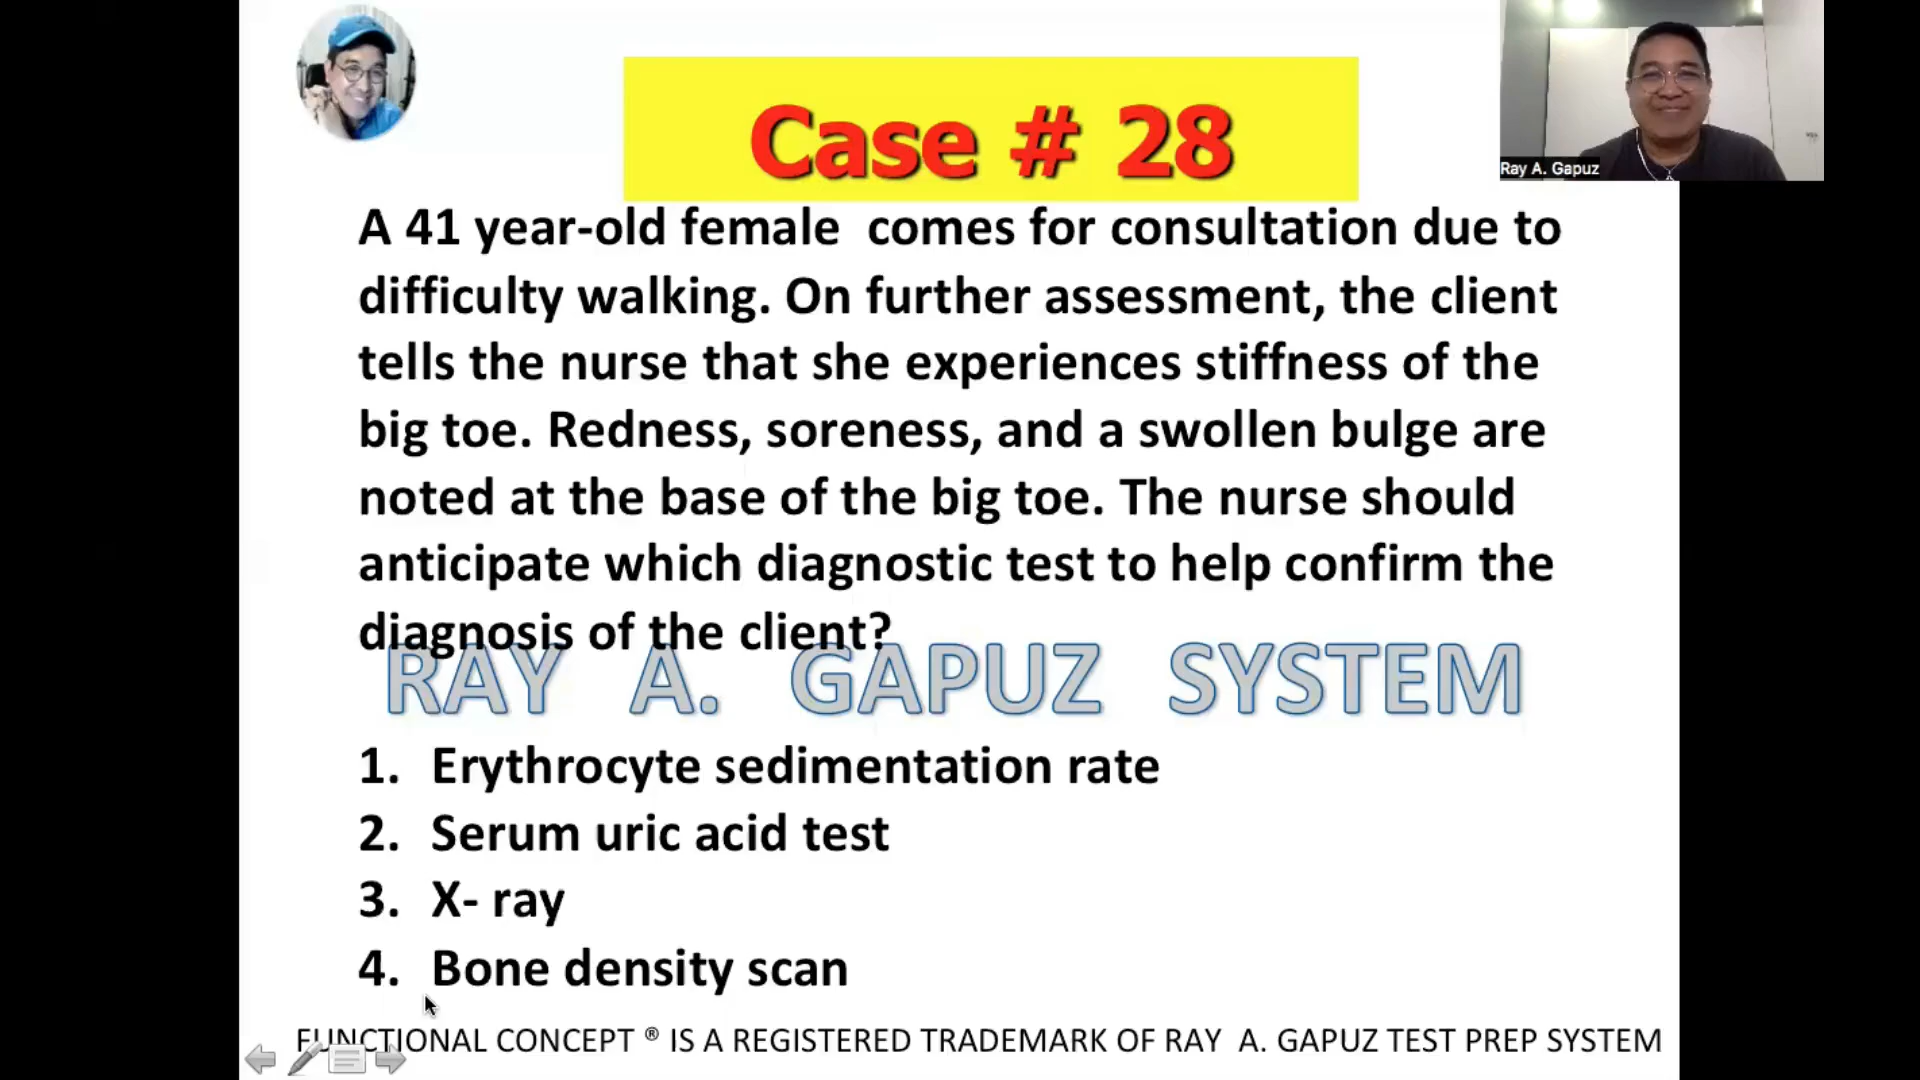 Case # 28
Ray A. Gapuz
A 41 year-old female comes for consultation due to
difficulty walking. On further assessment, the client
tells the nurse that she experiences stiffness of the
big toe. Redness, soreness, and a swollen bulge are
noted at the base of the big toe. The nurse should
anticipate which diagnostic test to help confirm the
diagnosis of the client?
RAY A. GAPUZ SYSTEM
1. Erythrocyte sedimentation rate
2. Serum uric acid test
3. X- ray
4. Bone density scan
FUNCTIONAL CONCEPT ® IS A REGISTERED TRADEMARK OF RAY A. GAPUZ TEST PREP SYSTEM